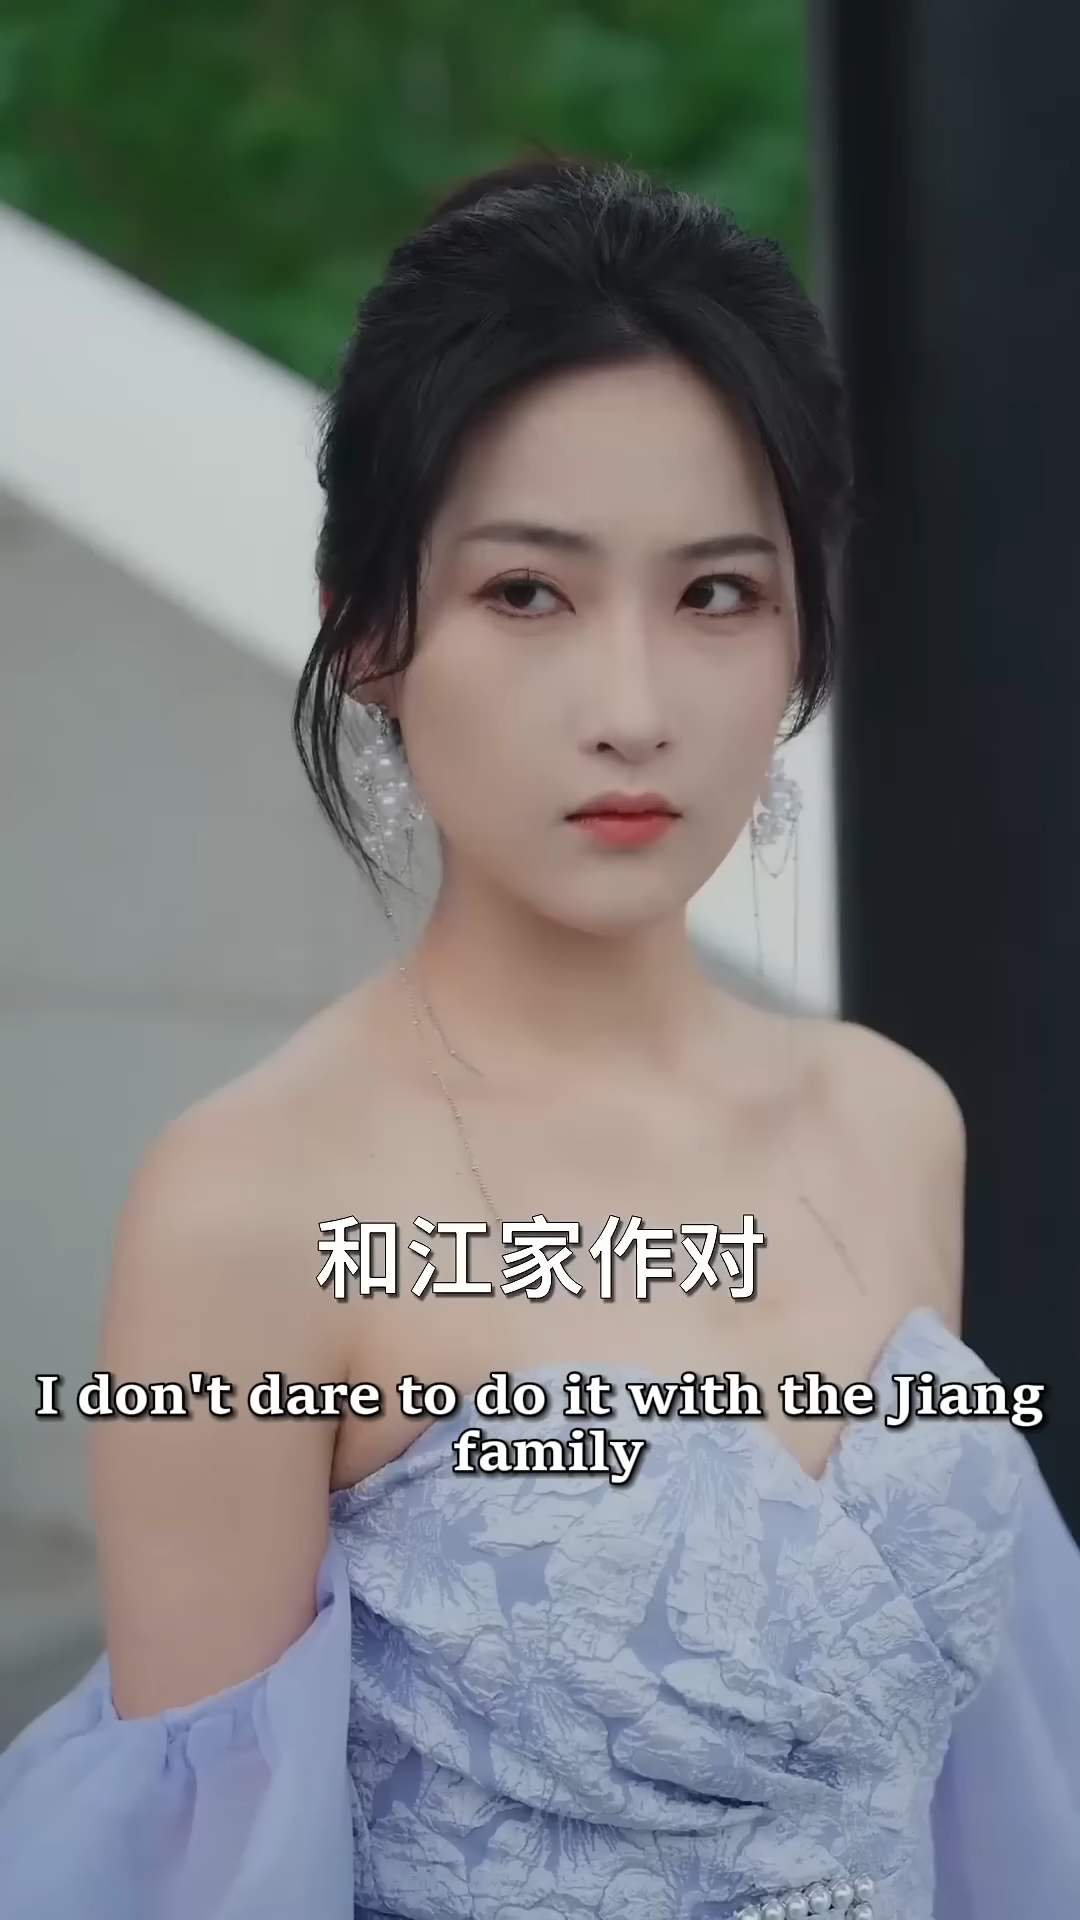 和江家作对
I don't dare to do it with the Jiang
family